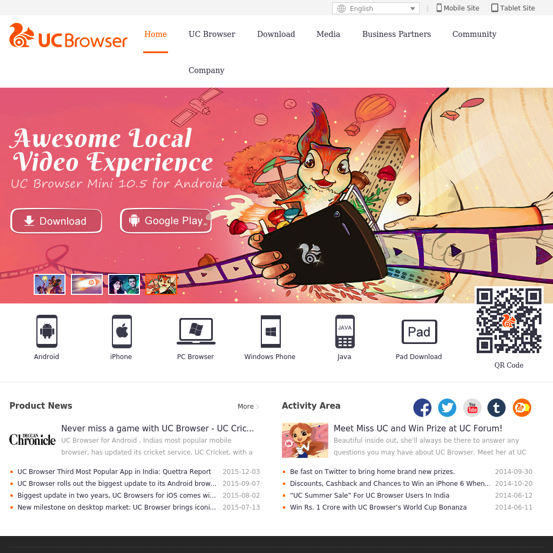 English
Mobile Site
Tablet Site
UC Browser
Home
UC Browser
Download
Media
Business Partners
Community
Company
Awesome Local
Video Experience
UC Browser Mini 10.5 for Android
Download
Google Play
Android
iPhone
PC Browser
Windows Phone
JAVA
Java
Pad
Pad Download
QR Code
Product News
More
DECCAN
Chronicle
Never miss a game with UC Browser - UC Cric...
UC Browser for Android , Indias most popular mobile
browser, has updated its cricket service, UC Cricket, with a
UC Browser Third Most Popular App in India: Quettra Report 2015-12-03
UC Browser rolls out the biggest update to its Android brow... 2015-09-07
Biggest update in two years, UC Browsers for iOS comes wi... 2015-08-02
New milestone on desktop market: UC Browser brings iconi... 2015-07-13
Activity Area
You
Tube
Meet Miss UC and Win Prize at UC Forum!
Beautiful inside out, she'll always be there to answer any
questions you may have about UC Browser. Meet her at UC
Be fast on Twitter to bring home brand new prizes. 2014-09-30
Discounts, Cashback and Chances to Win an iPhone 6 When... 2014-10-20
“UC Summer Sale” For UC Browser Users In India 2014-06-12
Win Rs. 1 Crore with UC Browser’s World Cup Bonanza 2014-06-11